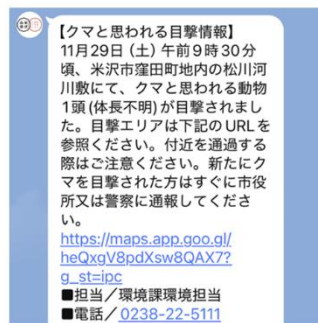 【クマと思われる目撃情報】
11月29日(土)午前9時30分
頃、米沢市窪田町地内の松川河
川敷にて、クマと思われる動物
1頭(体長不明)が目撃されまし
た。目撃エリアは下記のURLを
参照ください。付近を通過する
際はご注意ください。新たにク
マを目撃された方はすぐに市役
所又は警察に通報してくださ
い。
https://maps.app.goo.gl/
heQxgV8pdXsw8QAX7?
g_st=ipc
■担当／環境課環境担当
■電話／0238-22-5111